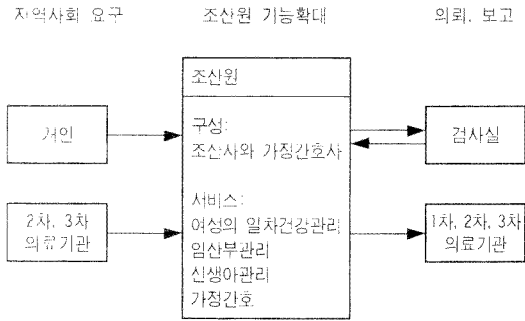 지역사회 요구
조산원 기능확대
의뢰, 보고
조산원
구성:
조산사와 가정간호사
서비스:
여성의 일차건강관리
임산부관리
신생아관리
가정간호
개인
2차, 3차
의료기관
검사실
1차, 2차, 3차
의료기관